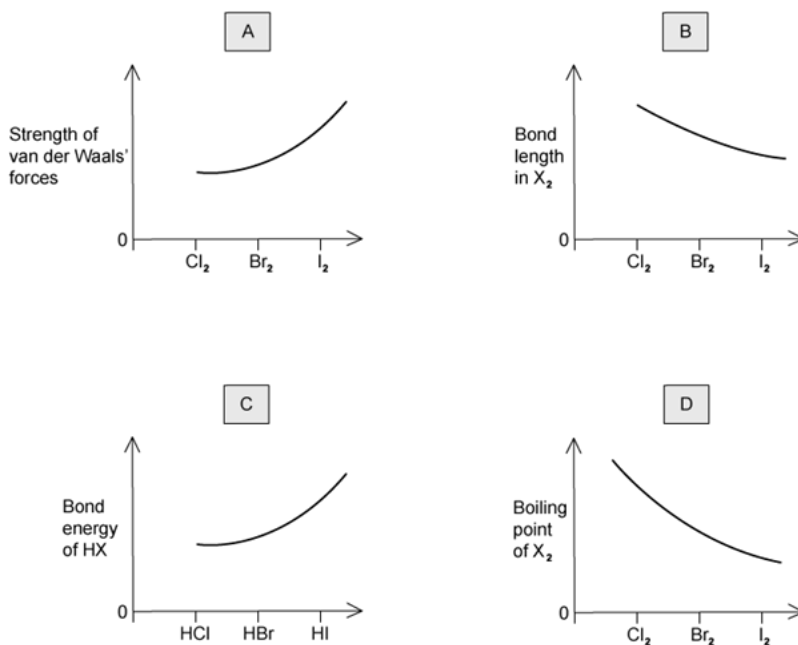 A
Strength of
van der Waals'
forces
0
Cl₂ Br₂ I₂
B
Bond
length
in X₂
0
Cl₂ Br₂ I₂
C
Bond
energy
of HX
0
HCl HBr HI
D
Boiling
point
of X₂
0
Cl₂ Br₂ I₂